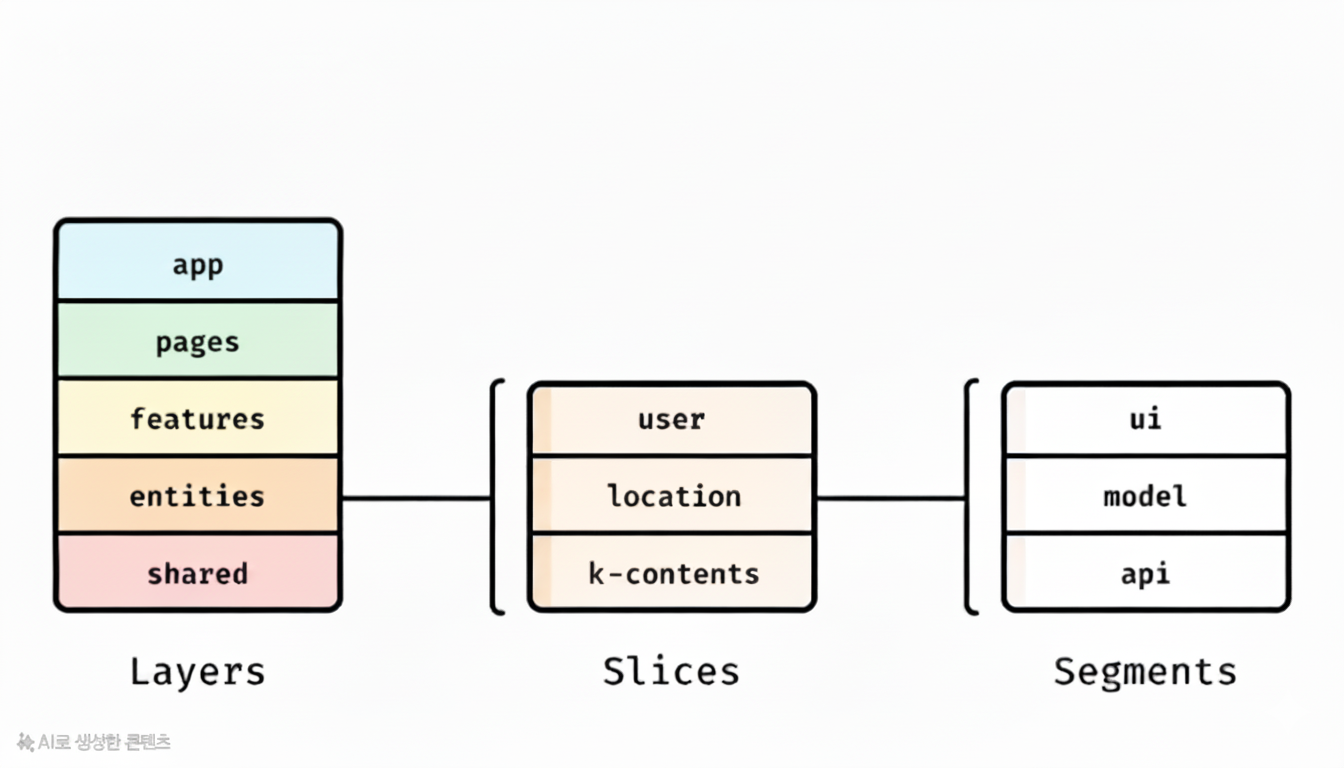 app
pages
features
entities
shared
Layers
user
location
k-contents
Slices
ui
model
api
Segments
AI로 생성한 콘텐츠